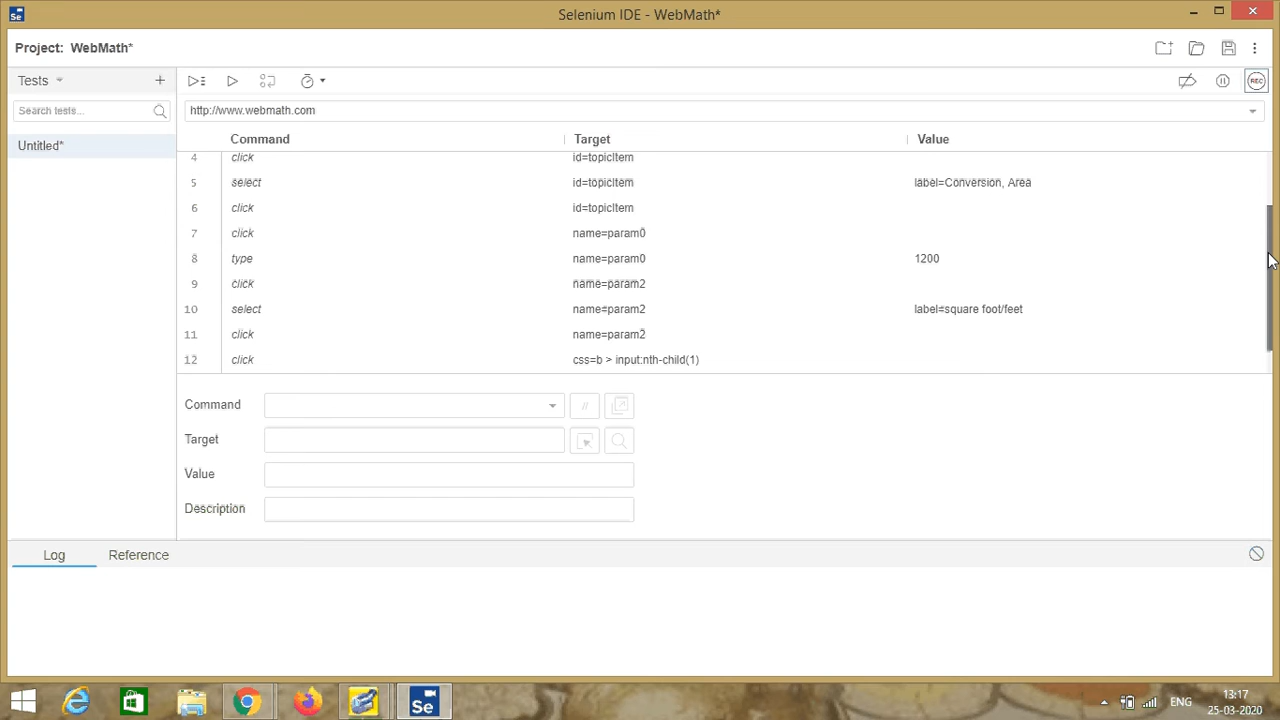 Se Selenium IDE - WebMath*
Project: WebMath*
Tests
Search tests...
Untitled*
REC
http://www.webmath.com
Command Target Value
4 click id=topicItem
5 select id=topicItem label=Conversion, Area
6 click id=topicItem
7 click name=param0
8 type name=param0 1200
9 click name=param2
10 select name=param2 label=square foot/feet
11 click name=param2
12 click css=b > input:nth-child(1)
Command //
Target
Value
Description
Log Reference
Se
ENG
13:17
25-03-2020